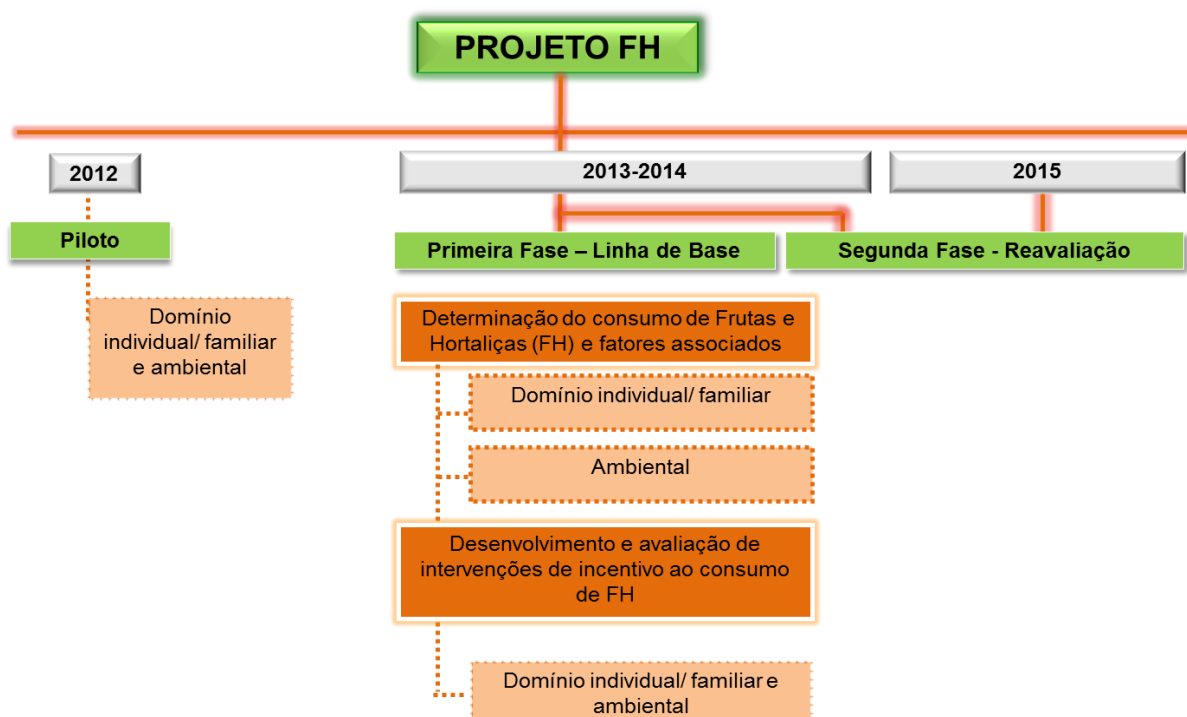 PROJETO FH
2012
2013-2014
2015
Piloto
Primeira Fase – Linha de Base
Segunda Fase - Reavaliação
Domínio
individual/ familiar
e ambiental
Determinação do consumo de Frutas e
Hortaliças (FH) e fatores associados
Domínio individual/ familiar
Ambiental
Desenvolvimento e avaliação de
intervenções de incentivo ao consumo
de FH
Domínio individual/ familiar e
ambiental